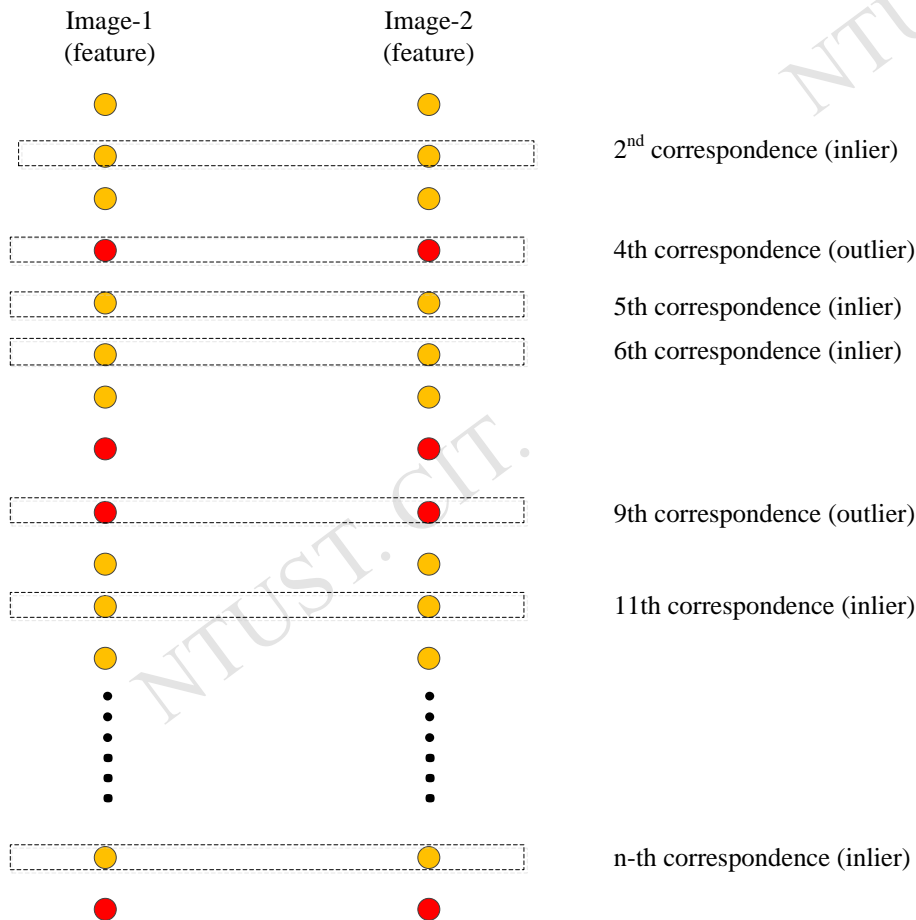 Image-1
(feature)
Image-2
(feature)
2nd correspondence (inlier)
4th correspondence (outlier)
5th correspondence (inlier)
6th correspondence (inlier)
9th correspondence (outlier)
11th correspondence (inlier)
n-th correspondence (inlier)
NTUST. CIT.
NTU